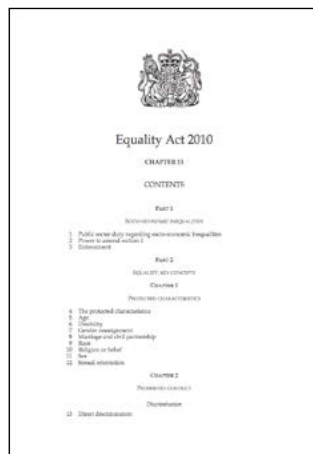 Equality Act 2010
CHAPTER 15
CONTENTS
PART 1
SOCIO-ECONOMIC INEQUALITIES
1 Public sector duty regarding socio-economic inequalities
2 Power to amend section 1
3 Enforcement
PART 2
EQUALITY: KEY CONCEPTS
CHAPTER 1
PROTECTED CHARACTERISTICS
4 The protected characteristics
5 Age
6 Disability
7 Gender reassignment
8 Marriage and civil partnership
9 Race
10 Religion or belief
11 Sex
12 Sexual orientation
CHAPTER 2
PROHIBITED CONDUCT
Discrimination
13 Direct discrimination